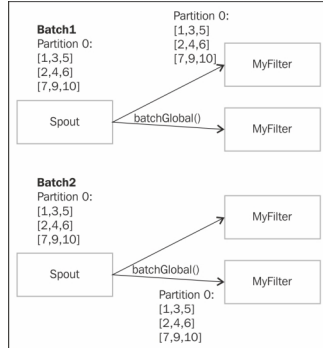 Batch1
Partition 0:
[1,3,5]
[2,4,6]
[7,9,10]
Spout
Partition 0:
[1,3,5]
[2,4,6]
[7,9,10]
MyFilter
batchGlobal()
MyFilter
Batch2
Partition 0:
[1,3,5]
[2,4,6]
[7,9,10]
Spout
MyFilter
batchGlobal()
MyFilter
Partition 0:
[1,3,5]
[2,4,6]
[7,9,10]